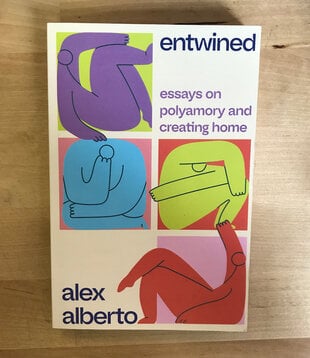 entwined
essays on
polyamory and
creating home
alex
alberto